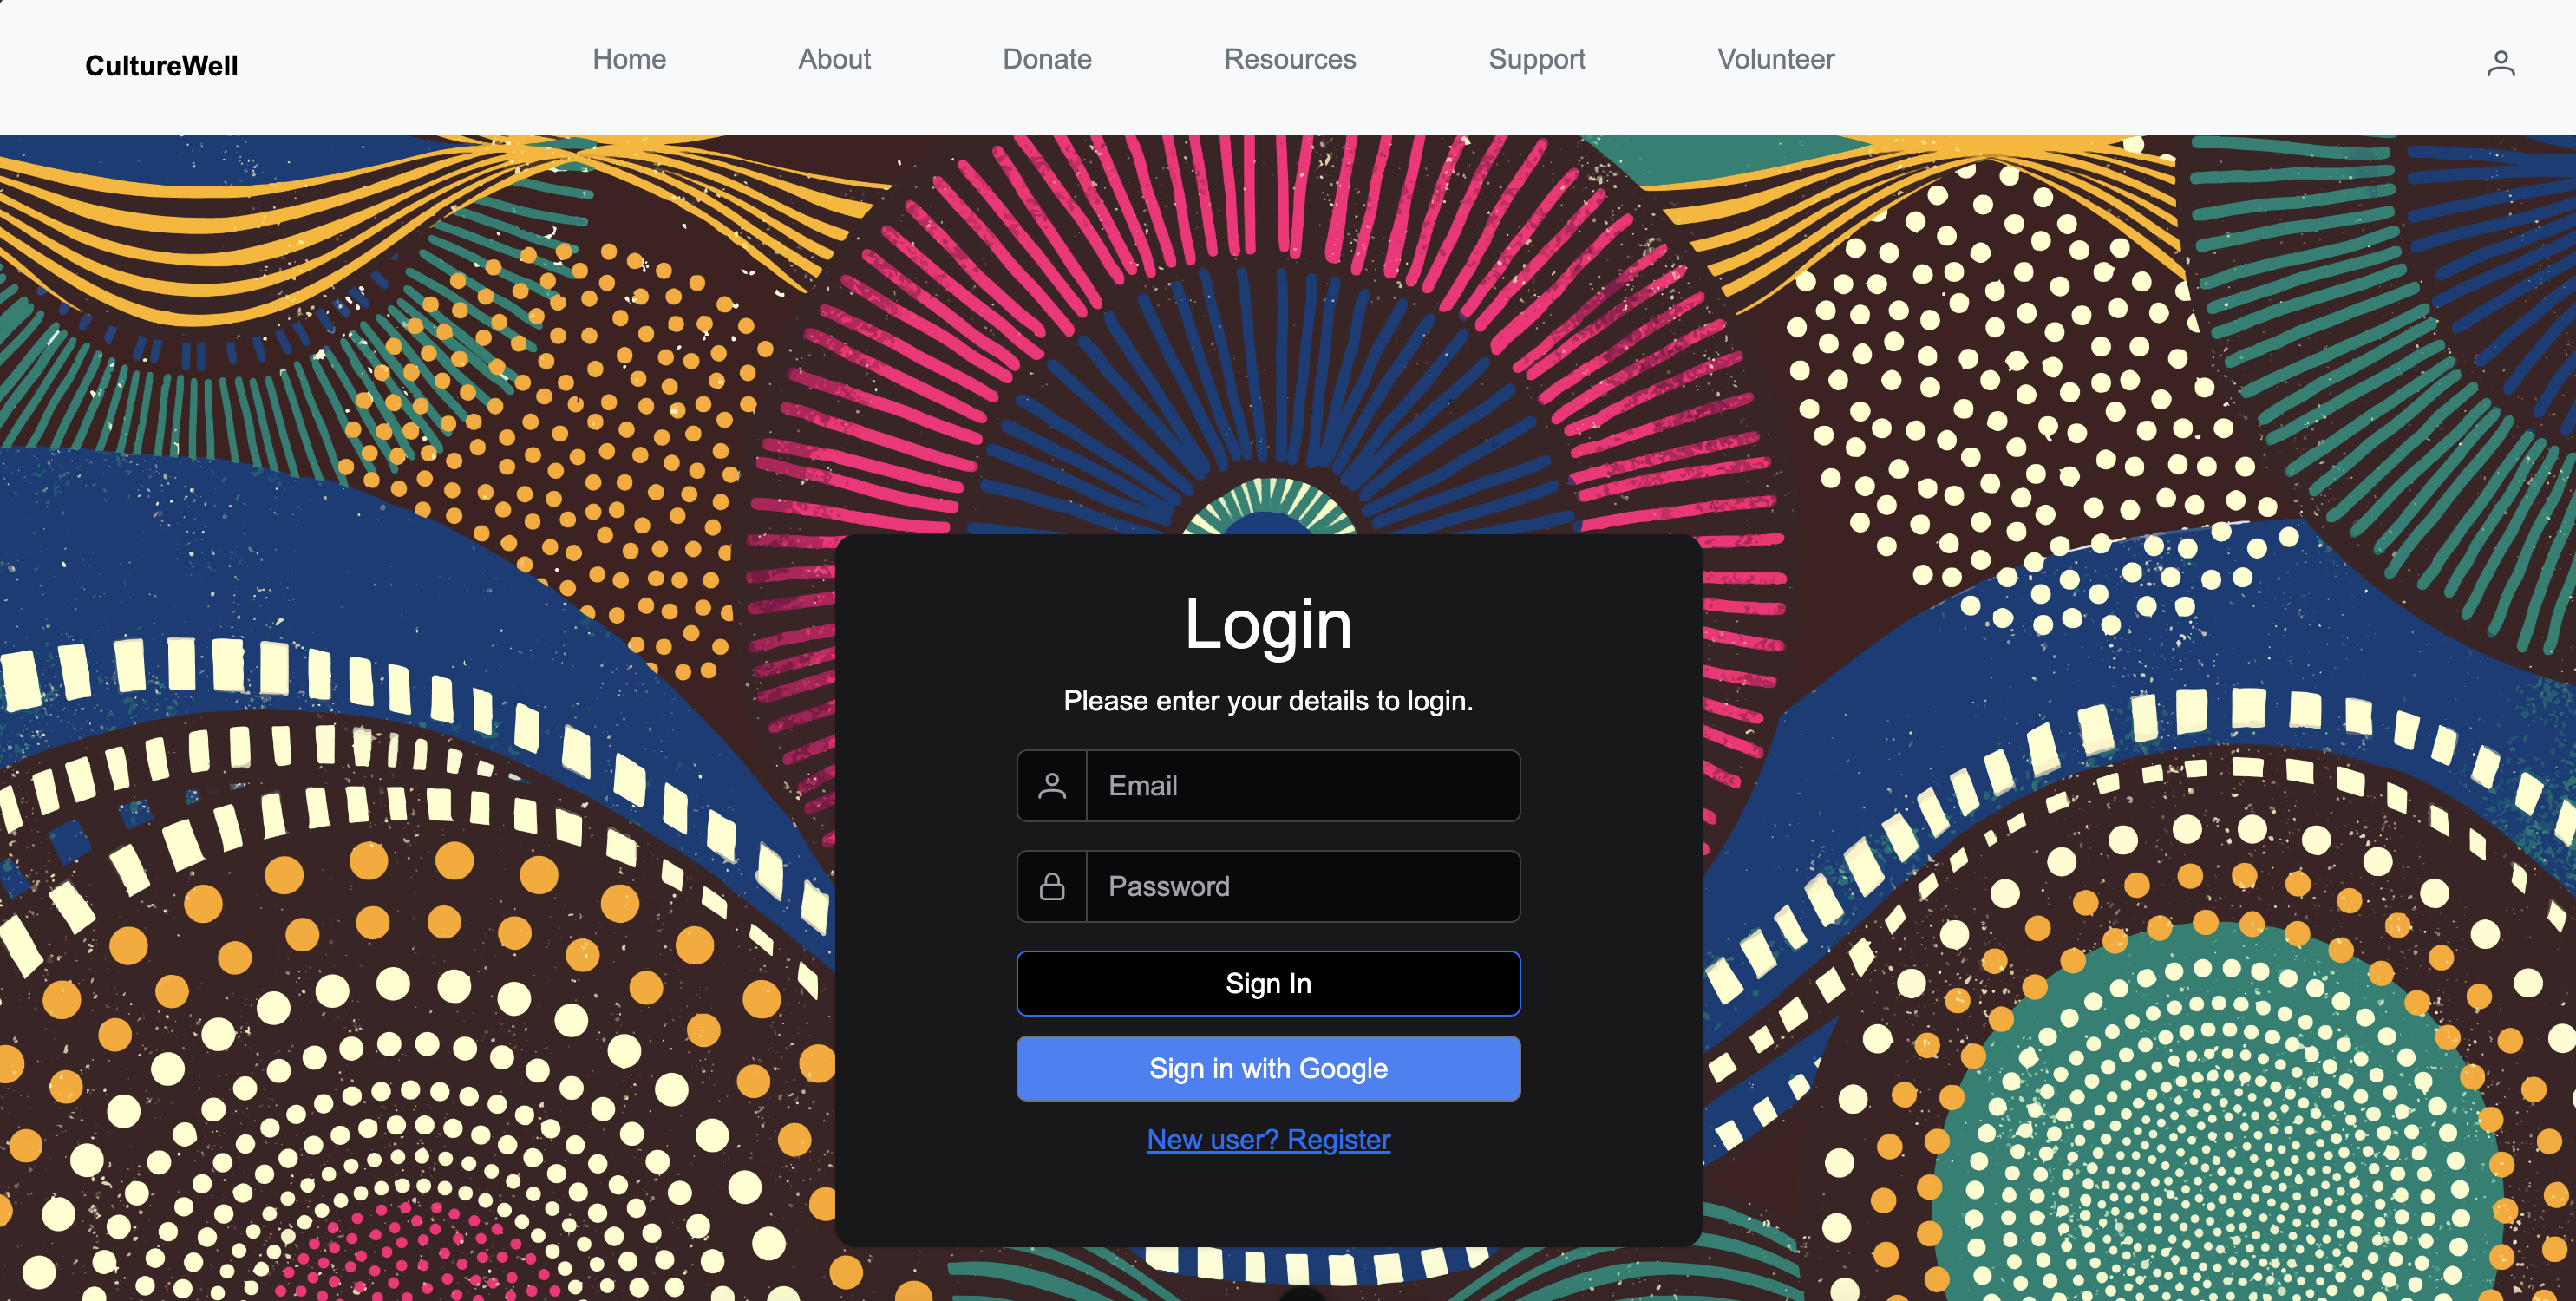 CultureWell
Home
About
Donate
Resources
Support
Volunteer
Login
Please enter your details to login.
Email
Password
Sign In
Sign in with Google
New user? Register